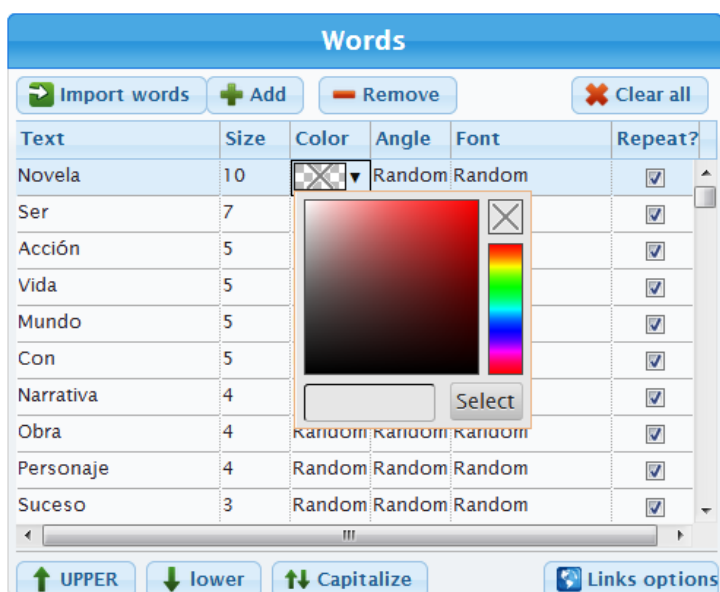 Words
Import words Add Remove Clear all
Text Size Color Angle Font Repeat?
Novela 10 Random Random
Ser 7
Acción 5
Vida 5
Mundo 5
Con 5
Narrativa 4
Select
Obra 4 Random Random Random
Personaje 4 Random Random Random
Suceso 3 Random Random Random
UPPER lower Capitalize Links options